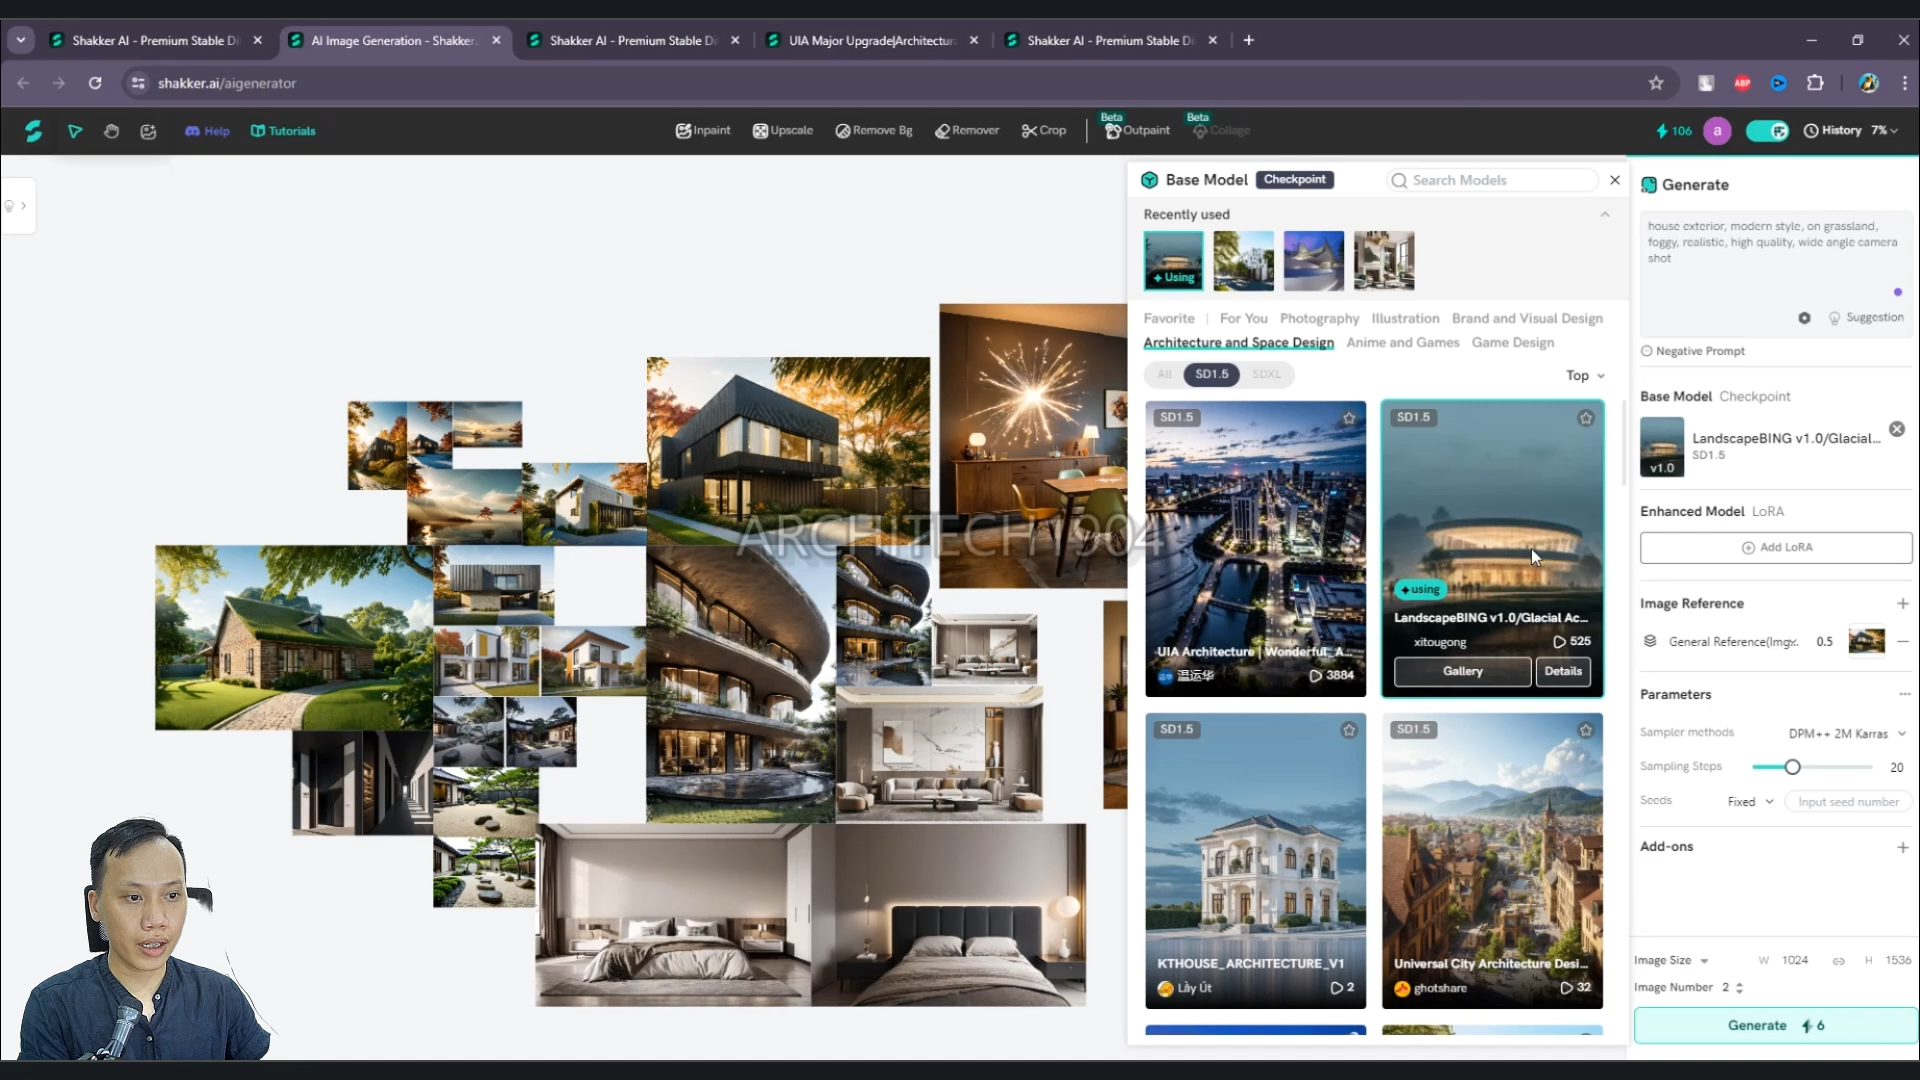 Shakker AI - Premium Stable Di
AI Image Generation - Shakker
Shakker AI - Premium Stable Di
UIA Major Upgrade|Architectur
Shakker AI - Premium Stable Di
shakker.ai/aigenerator
ABP
Help
Tutorials
Inpaint
Upscale
Remove Bg
Remover
Crop
Beta
Outpaint
Beta
Collage
106
a
History
7%
Base Model
Checkpoint
Search Models
Recently used
Using
Favorite
For You
Photography
Illustration
Brand and Visual Design
Architecture and Space Design
Anime and Games
Game Design
All
SD1.5
SDXL
Top
SD1.5
UIA Architecture | Wonderful_A...
温运华
3884
SD1.5
using
LandscapeBING v1.0/Glacial Ac...
xitougong
525
Gallery
Details
SD1.5
KTHOUSE_ARCHITECTURE_V1
Lầy Út
2
SD1.5
Universal City Architecture Desi...
ghotshare
32
ARCHITECH1904
Generate
house exterior, modern style, on grassland,
foggy, realistic, high quality, wide angle camera
shot
Suggestion
Negative Prompt
Base Model Checkpoint
v1.0
LandscapeBING v1.0/Glacial...
SD1.5
Enhanced Model LoRA
Add LoRA
Image Reference
General Reference(Img...
0.5
Parameters
Sampler methods
DPM++ 2M Karras
Sampling Steps
20
Seeds
Fixed
Input seed number
Add-ons
Image Size
W 1024
H 1536
Image Number 2
Generate 6